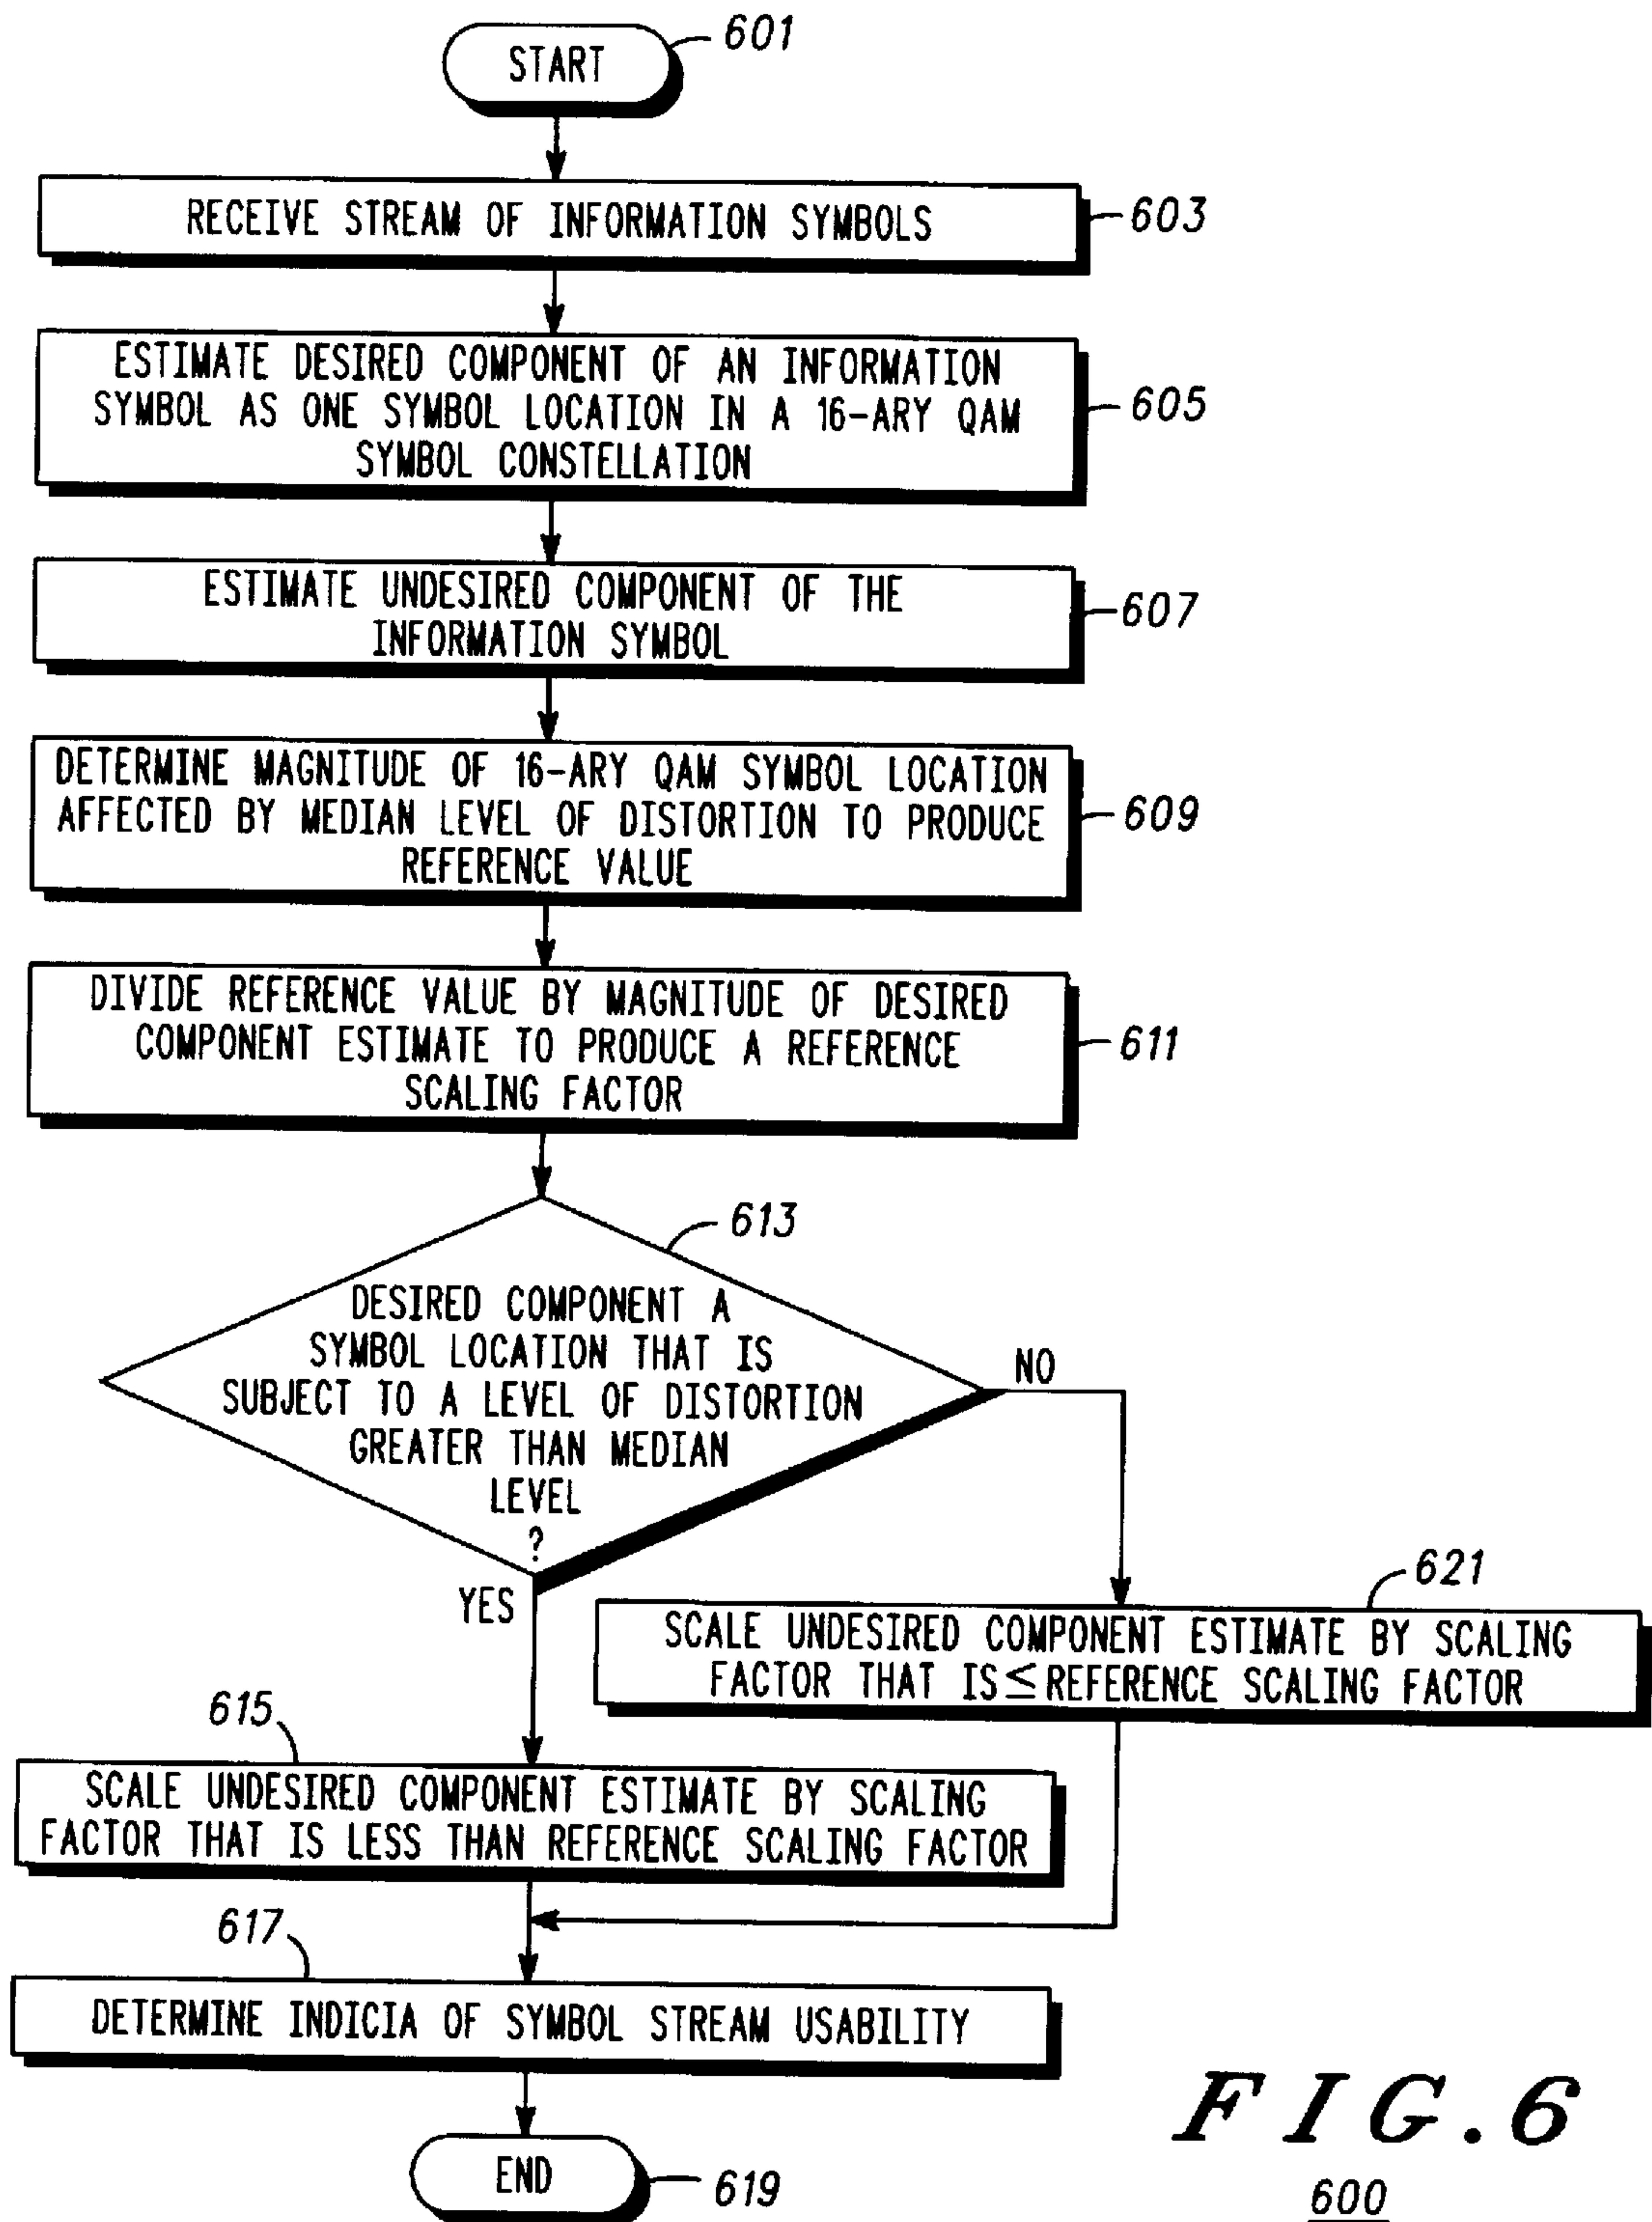 START
601
RECEIVE STREAM OF INFORMATION SYMBOLS
603
ESTIMATE DESIRED COMPONENT OF AN INFORMATION
SYMBOL AS ONE SYMBOL LOCATION IN A 16-ARY QAM
SYMBOL CONSTELLATION
605
ESTIMATE UNDESIRED COMPONENT OF THE
INFORMATION SYMBOL
607
DETERMINE MAGNITUDE OF 16-ARY QAM SYMBOL LOCATION
AFFECTED BY MEDIAN LEVEL OF DISTORTION TO PRODUCE
REFERENCE VALUE
609
DIVIDE REFERENCE VALUE BY MAGNITUDE OF DESIRED
COMPONENT ESTIMATE TO PRODUCE A REFERENCE
SCALING FACTOR
611
613
DESIRED COMPONENT A
SYMBOL LOCATION THAT IS
SUBJECT TO A LEVEL OF DISTORTION
GREATER THAN MEDIAN
LEVEL
?
NO
YES
621
SCALE UNDESIRED COMPONENT ESTIMATE BY SCALING
FACTOR THAT IS ≤ REFERENCE SCALING FACTOR
615
SCALE UNDESIRED COMPONENT ESTIMATE BY SCALING
FACTOR THAT IS LESS THAN REFERENCE SCALING FACTOR
617
DETERMINE INDICIA OF SYMBOL STREAM USABILITY
END
619
FIG.6
600